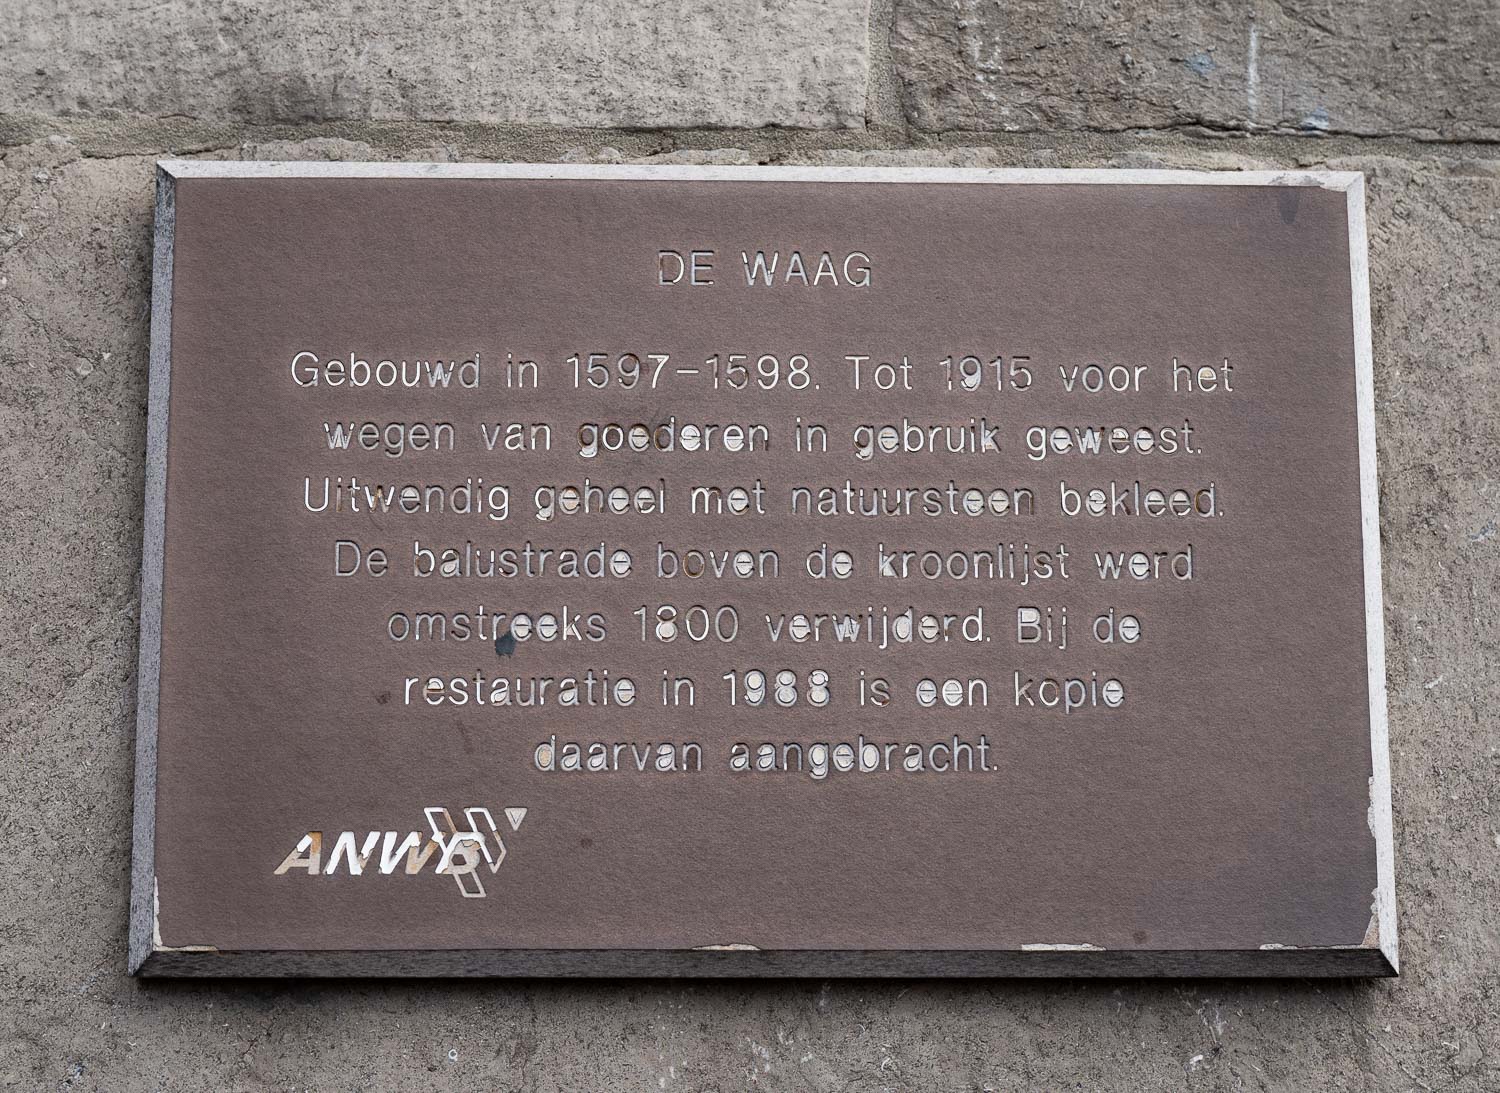 DE WAAG
Gebouwd in 1597-1598. Tot 1915 voor het
wegen van goederen in gebruik geweest.
Uitwendig geheel met natuursteen bekleed.
De balustrade boven de kroonlijst werd
omstreeks 1800 verwijderd. Bij de
restauratie in 1988 is een kopie
daarvan aangebracht.
ANWB